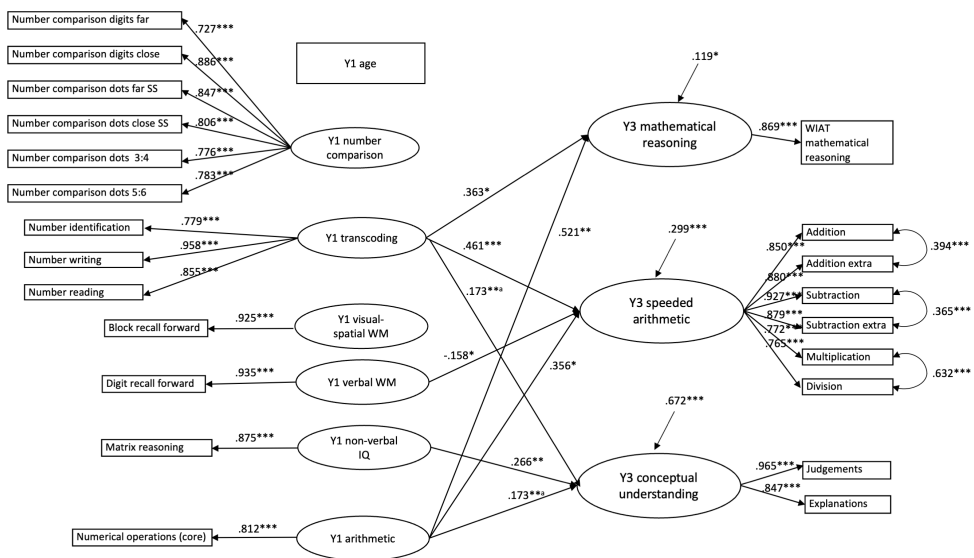 Number comparison digits far
.727***
Number comparison digits close
.886***
Number comparison dots far SS
.847***
Number comparison dots close SS
.806***
Number comparison dots 3:4
.776***
Number comparison dots 5:6
.783***
Y1 age
Y1 number
comparison
Number identification
.779***
Number writing
.958***
Number reading
.855***
Y1 transcoding
Block recall forward
.925***
Y1 visual-
spatial WM
Digit recall forward
.935***
Y1 verbal WM
Matrix reasoning
.875***
Y1 non-verbal
IQ
Numerical operations (core)
.812***
Y1 arithmetic
.363*
.461***
.173**a
.521**
-.158*
.356*
.266**
.173**a
.119*
Y3 mathematical
reasoning
.869***
WIAT
mathematical
reasoning
.299***
Y3 speeded
arithmetic
.850***
Addition
.880***
Addition extra
.394***
.927***
Subtraction
.879***
Subtraction extra
.365***
.772***
Multiplication
.765***
Division
.632***
.672***
Y3 conceptual
understanding
.965***
Judgements
.847***
Explanations